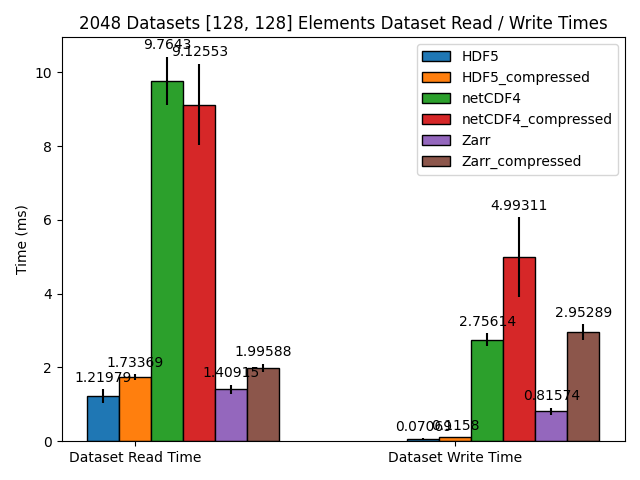 2048 Datasets [128, 128] Elements Dataset Read / Write Times
9.7643
9.12553
HDF5
HDF5_compressed
netCDF4
netCDF4_compressed
Zarr
Zarr_compressed
Time (ms)
10
8
6
4
2
0
1.21979
1.73369
1.40915
1.99588
0.07069
0.1158
2.75614
4.99311
0.81574
2.95289
Dataset Read Time
Dataset Write Time